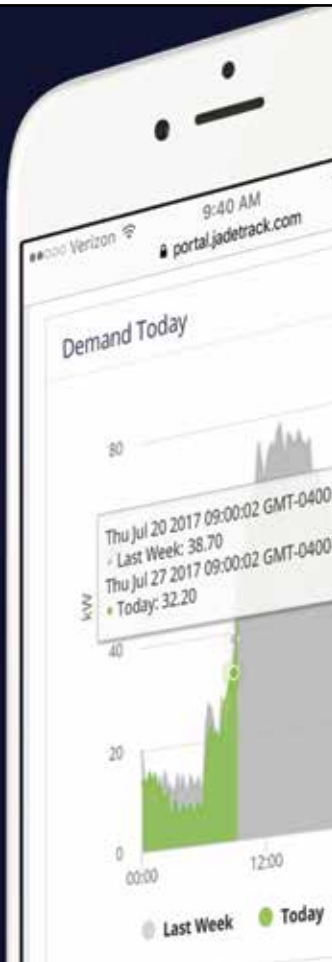 Verizon
9:40 AM
portal.jadetrack.com
Demand Today
80
Thu Jul 20 2017 09:00:02 GMT-0400
Last Week: 38.70
Thu Jul 27 2017 09:00:02 GMT-0400
Today: 32.20
kW
40
20
0
00:00
12:00
Last Week
Today